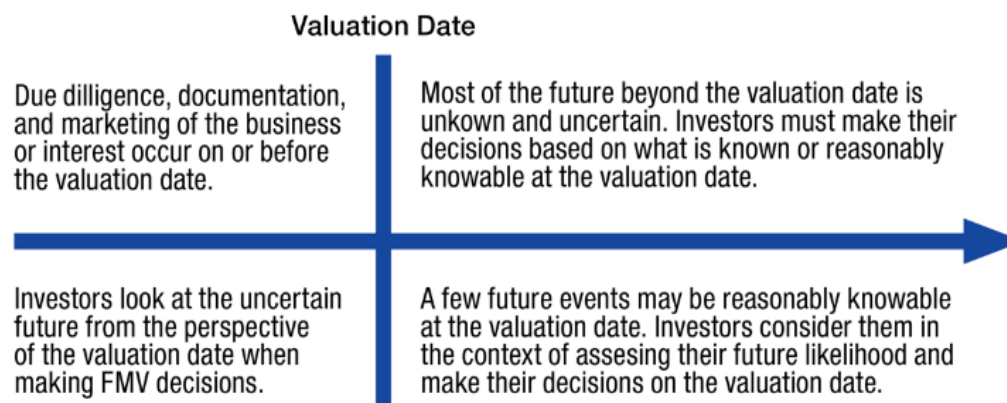 Valuation Date
Due dilligence, documentation,
and marketing of the business
or interest occur on or before
the valuation date.
Most of the future beyond the valuation date is
unkown and uncertain. Investors must make their
decisions based on what is known or reasonably
knowable at the valuation date.
Investors look at the uncertain
future from the perspective
of the valuation date when
making FMV decisions.
A few future events may be reasonably knowable
at the valuation date. Investors consider them in
the context of assesing their future likelihood and
make their decisions on the valuation date.